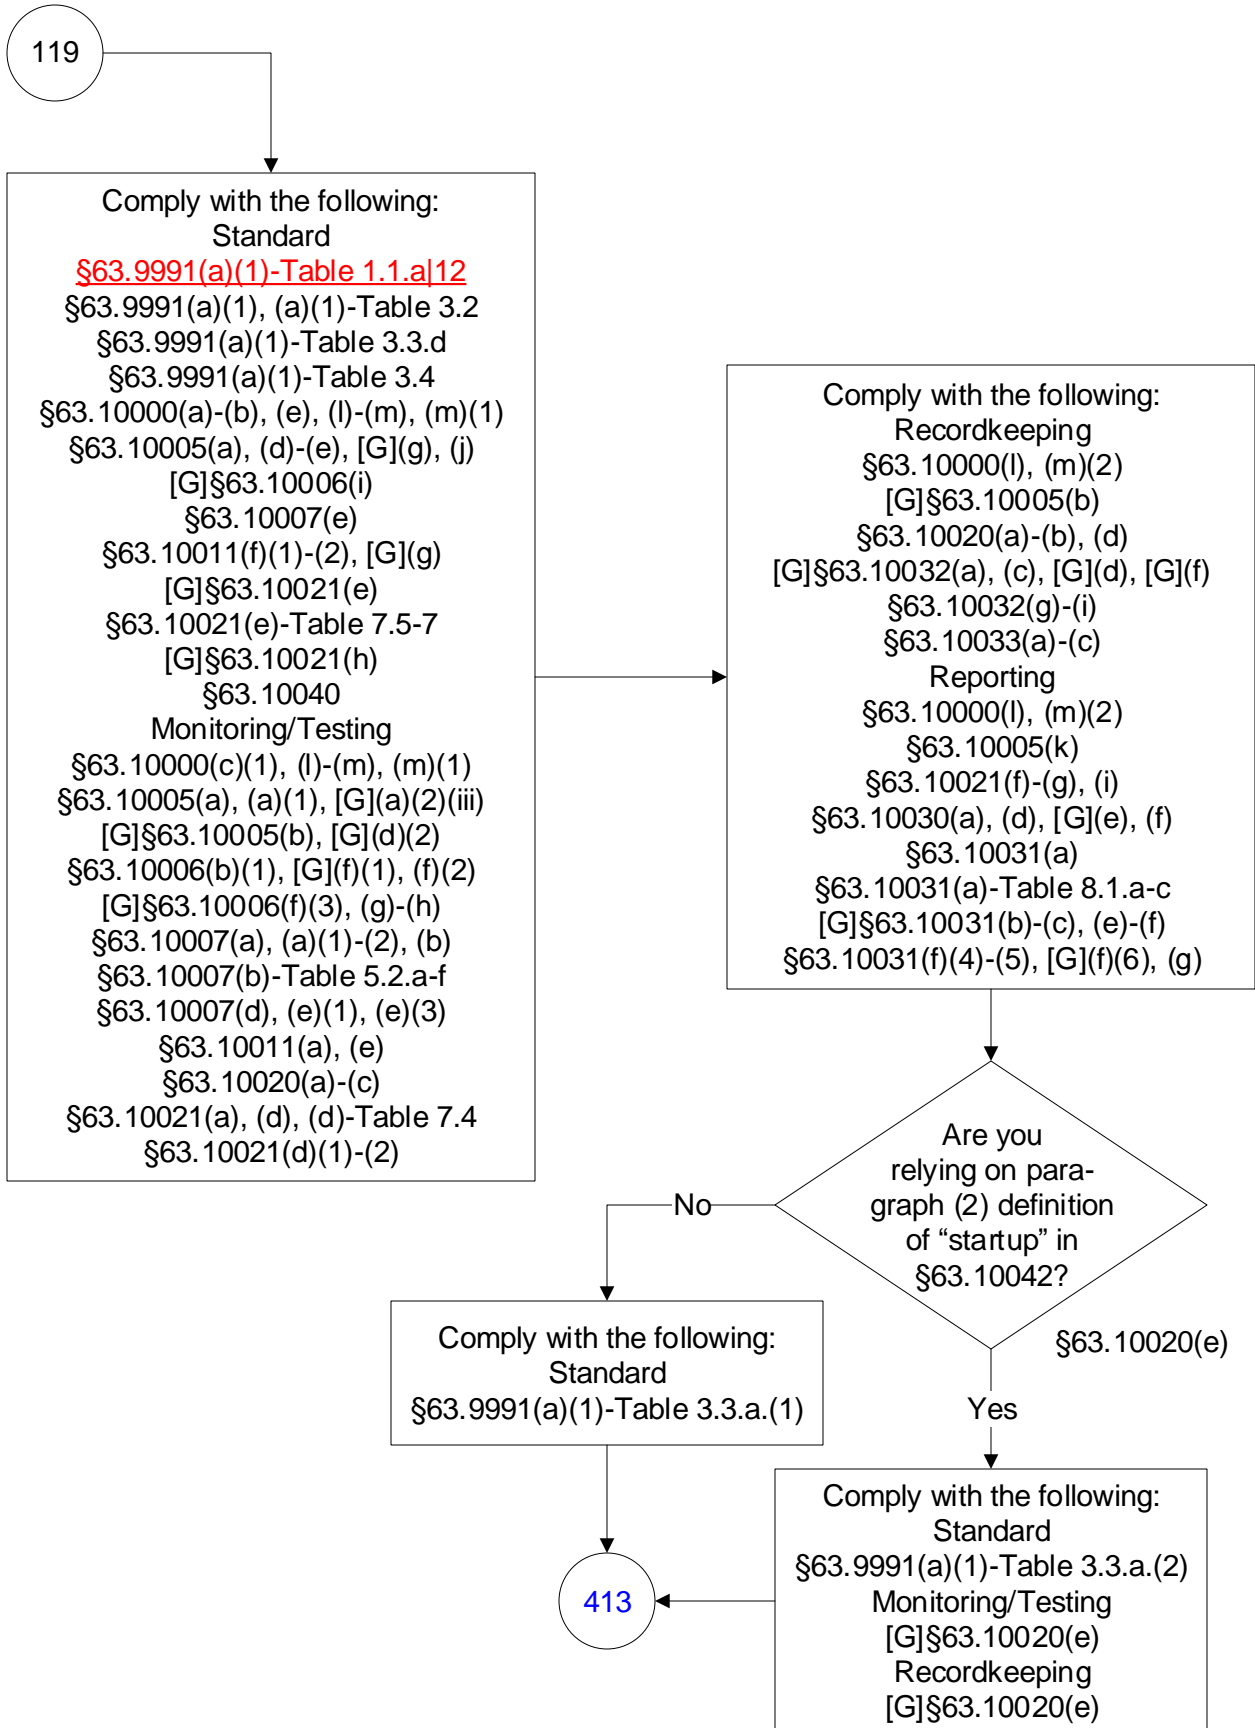 119
Comply with the following:
Standard
§63.9991(a)(1)-Table 1.1.a|12
§63.9991(a)(1), (a)(1)-Table 3.2
§63.9991(a)(1)-Table 3.3.d
§63.9991(a)(1)-Table 3.4
§63.10000(a)-(b), (e), (l)-(m), (m)(1)
§63.10005(a), (d)-(e), [G](g), (j)
[G]§63.10006(i)
§63.10007(e)
§63.10011(f)(1)-(2), [G](g)
[G]§63.10021(e)
§63.10021(e)-Table 7.5-7
[G]§63.10021(h)
§63.10040
Monitoring/Testing
§63.10000(c)(1), (l)-(m), (m)(1)
§63.10005(a), (a)(1), [G](a)(2)(iii)
[G]§63.10005(b), [G](d)(2)
§63.10006(b)(1), [G](f)(1), (f)(2)
[G]§63.10006(f)(3), (g)-(h)
§63.10007(a), (a)(1)-(2), (b)
§63.10007(b)-Table 5.2.a-f
§63.10007(d), (e)(1), (e)(3)
§63.10011(a), (e)
§63.10020(a)-(c)
§63.10021(a), (d), (d)-Table 7.4
§63.10021(d)(1)-(2)
Comply with the following:
Recordkeeping
§63.10000(l), (m)(2)
[G]§63.10005(b)
§63.10020(a)-(b), (d)
[G]§63.10032(a), (c), [G](d), [G](f)
§63.10032(g)-(i)
§63.10033(a)-(c)
Reporting
§63.10000(l), (m)(2)
§63.10005(k)
§63.10021(f)-(g), (i)
§63.10030(a), (d), [G](e), (f)
§63.10031(a)
§63.10031(a)-Table 8.1.a-c
[G]§63.10031(b)-(c), (e)-(f)
§63.10031(f)(4)-(5), [G](f)(6), (g)
Are you
relying on para-
graph (2) definition
of “startup” in
§63.10042?
§63.10020(e)
No
Comply with the following:
Standard
§63.9991(a)(1)-Table 3.3.a.(1)
Yes
Comply with the following:
Standard
§63.9991(a)(1)-Table 3.3.a.(2)
Monitoring/Testing
[G]§63.10020(e)
Recordkeeping
[G]§63.10020(e)
413